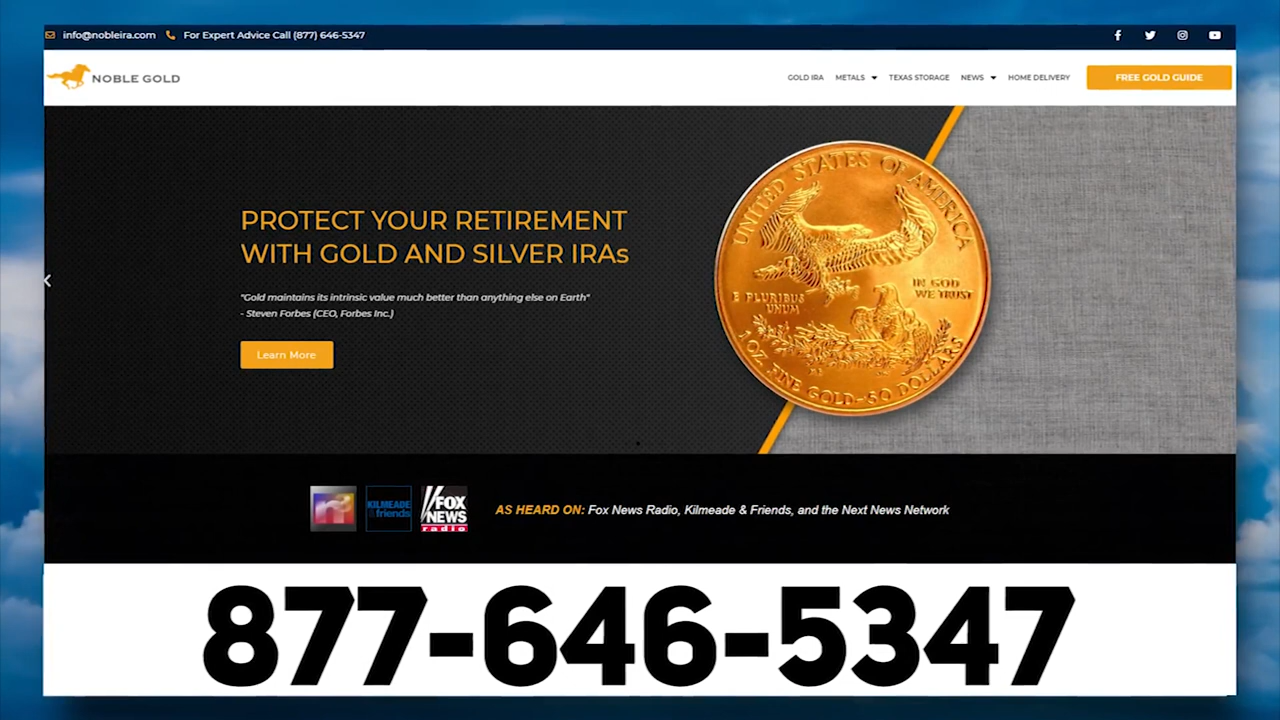 info@nobleira.com For Expert Advice Call (877) 646-5347
NOBLE GOLD
GOLD IRA METALS TEXAS STORAGE NEWS HOME DELIVERY FREE GOLD GUIDE
PROTECT YOUR RETIREMENT
WITH GOLD AND SILVER IRAs
"Gold maintains its intrinsic value much better than anything else on Earth"
- Steven Forbes (CEO, Forbes Inc.)
Learn More
UNITED STATES OF AMERICA
E PLURIBUS
UNUM
IN GOD
WE TRUST
1 OZ. FINE GOLD-50 DOLLARS
KILMEADE
&friends
FOX
NEWS
radio
AS HEARD ON: Fox News Radio, Kilmeade & Friends, and the Next News Network
877-646-5347